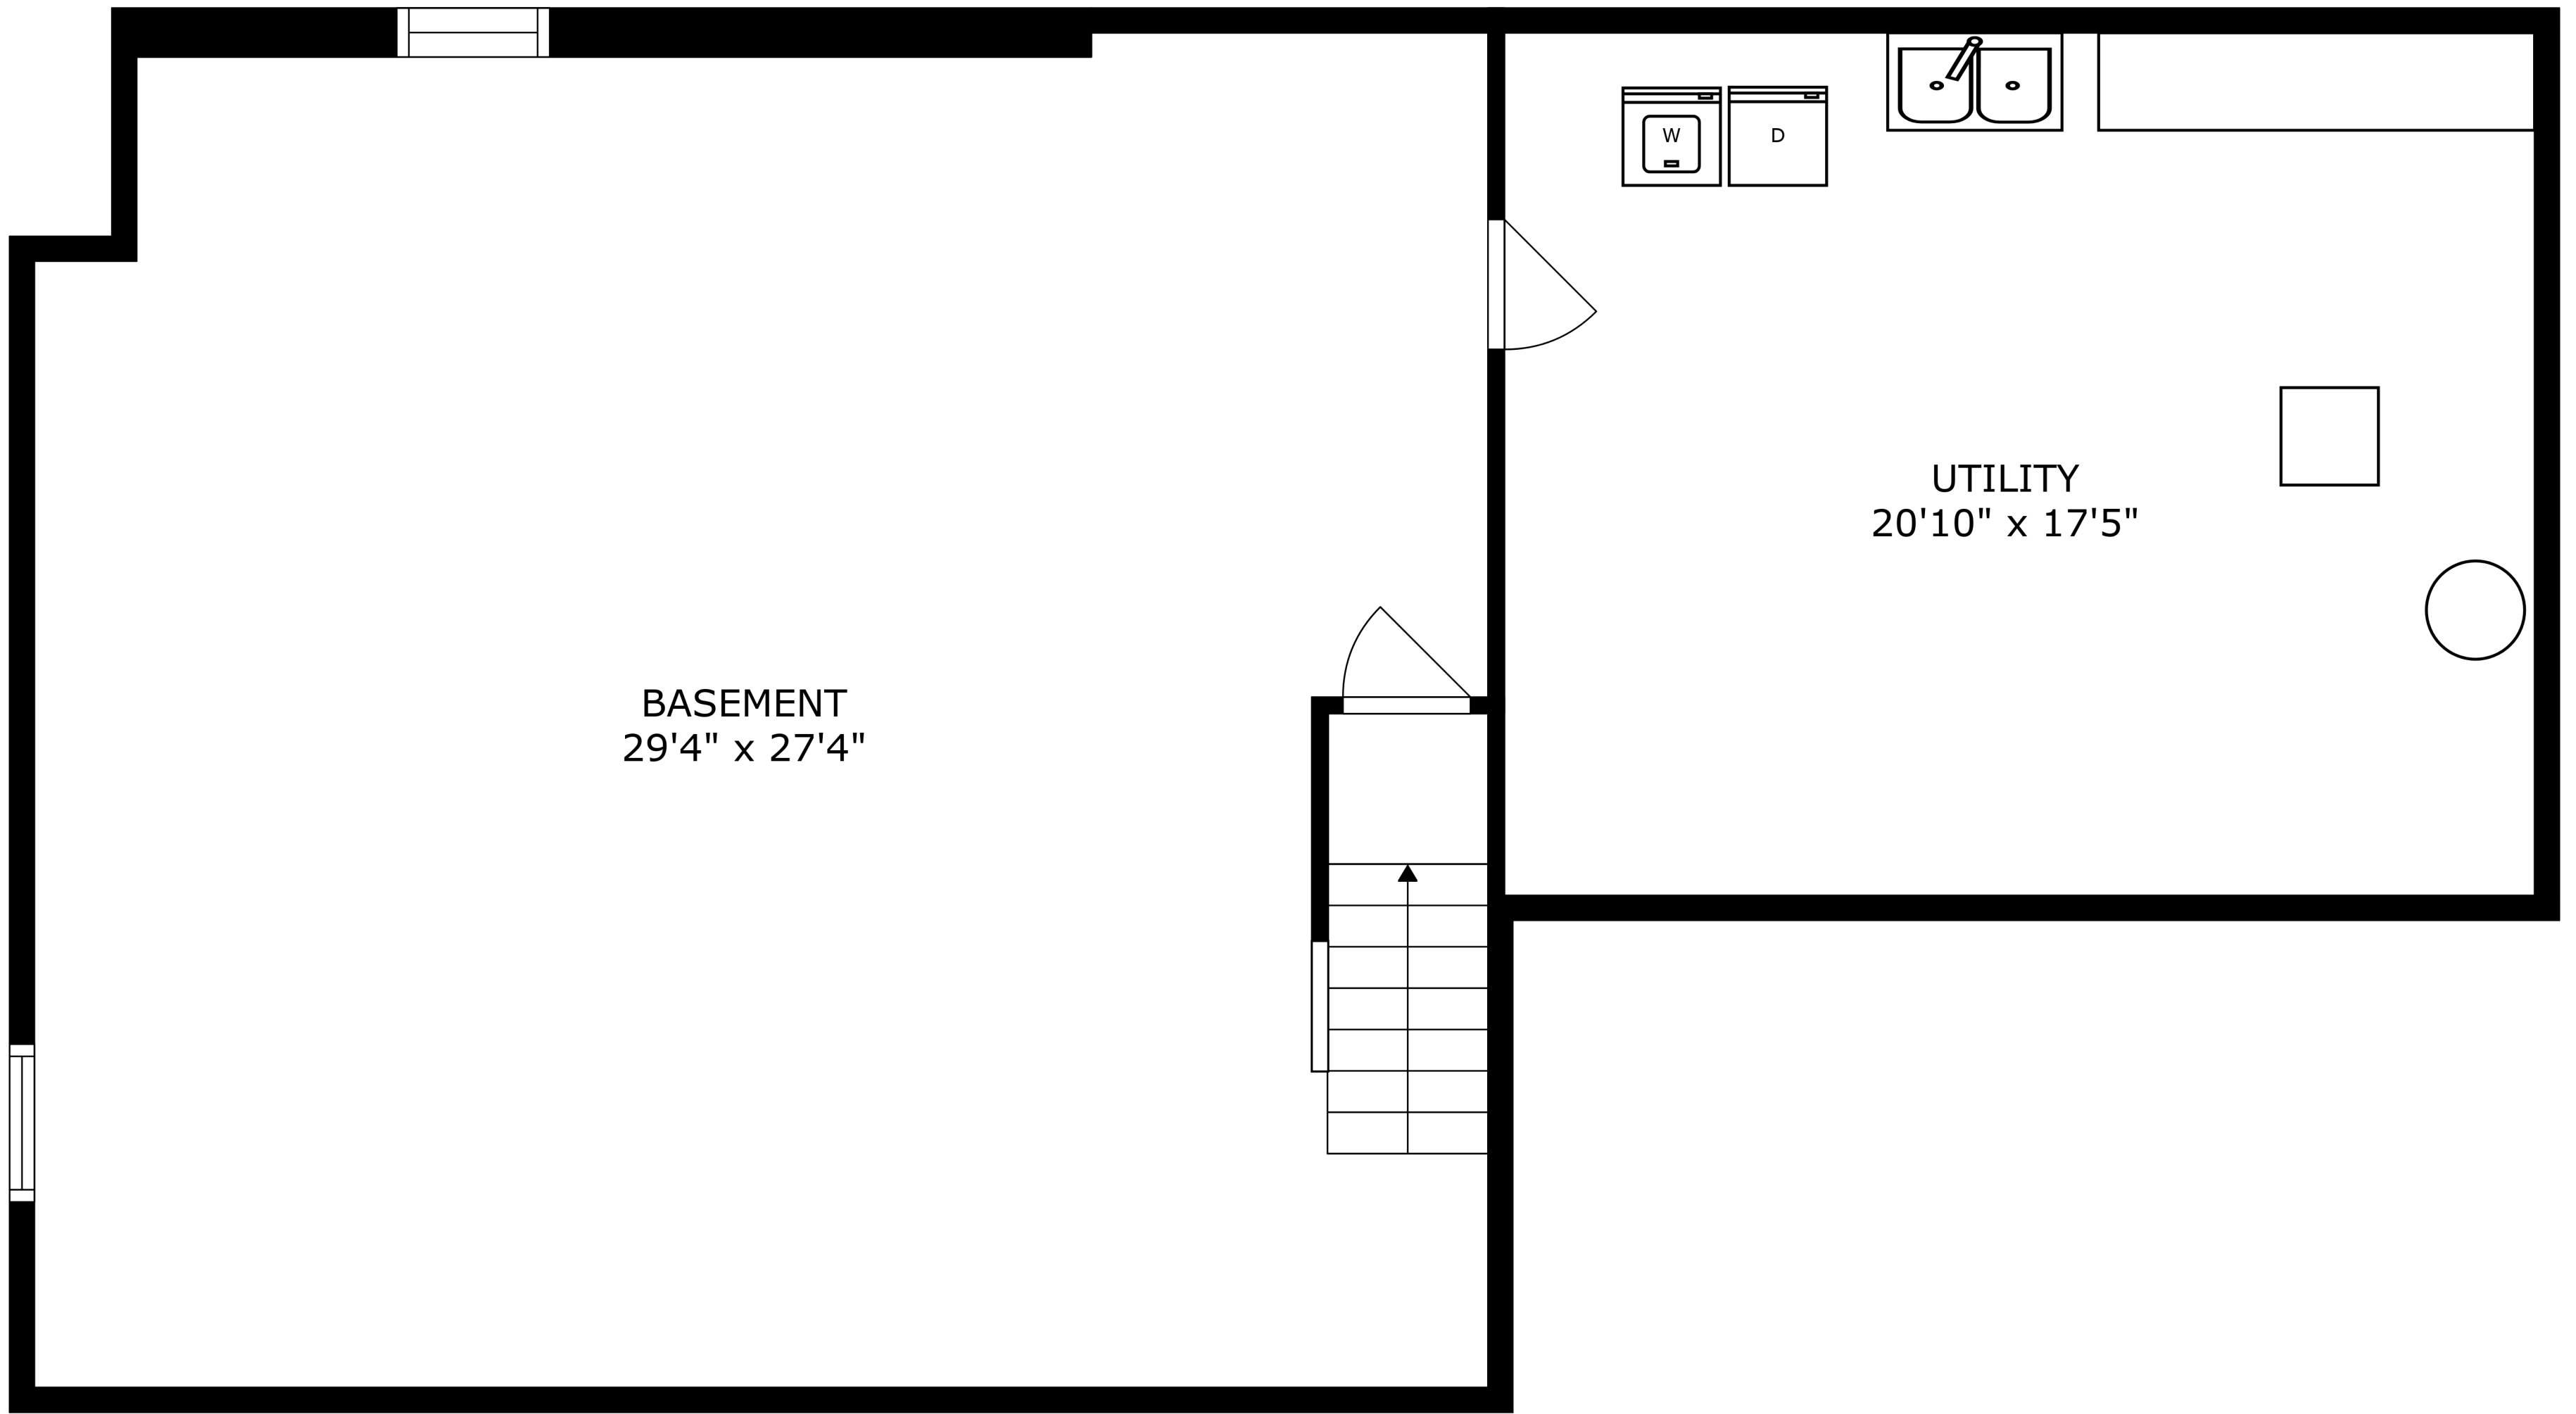 W
D
UTILITY
20'10" x 17'5"
BASEMENT
29'4" x 27'4"